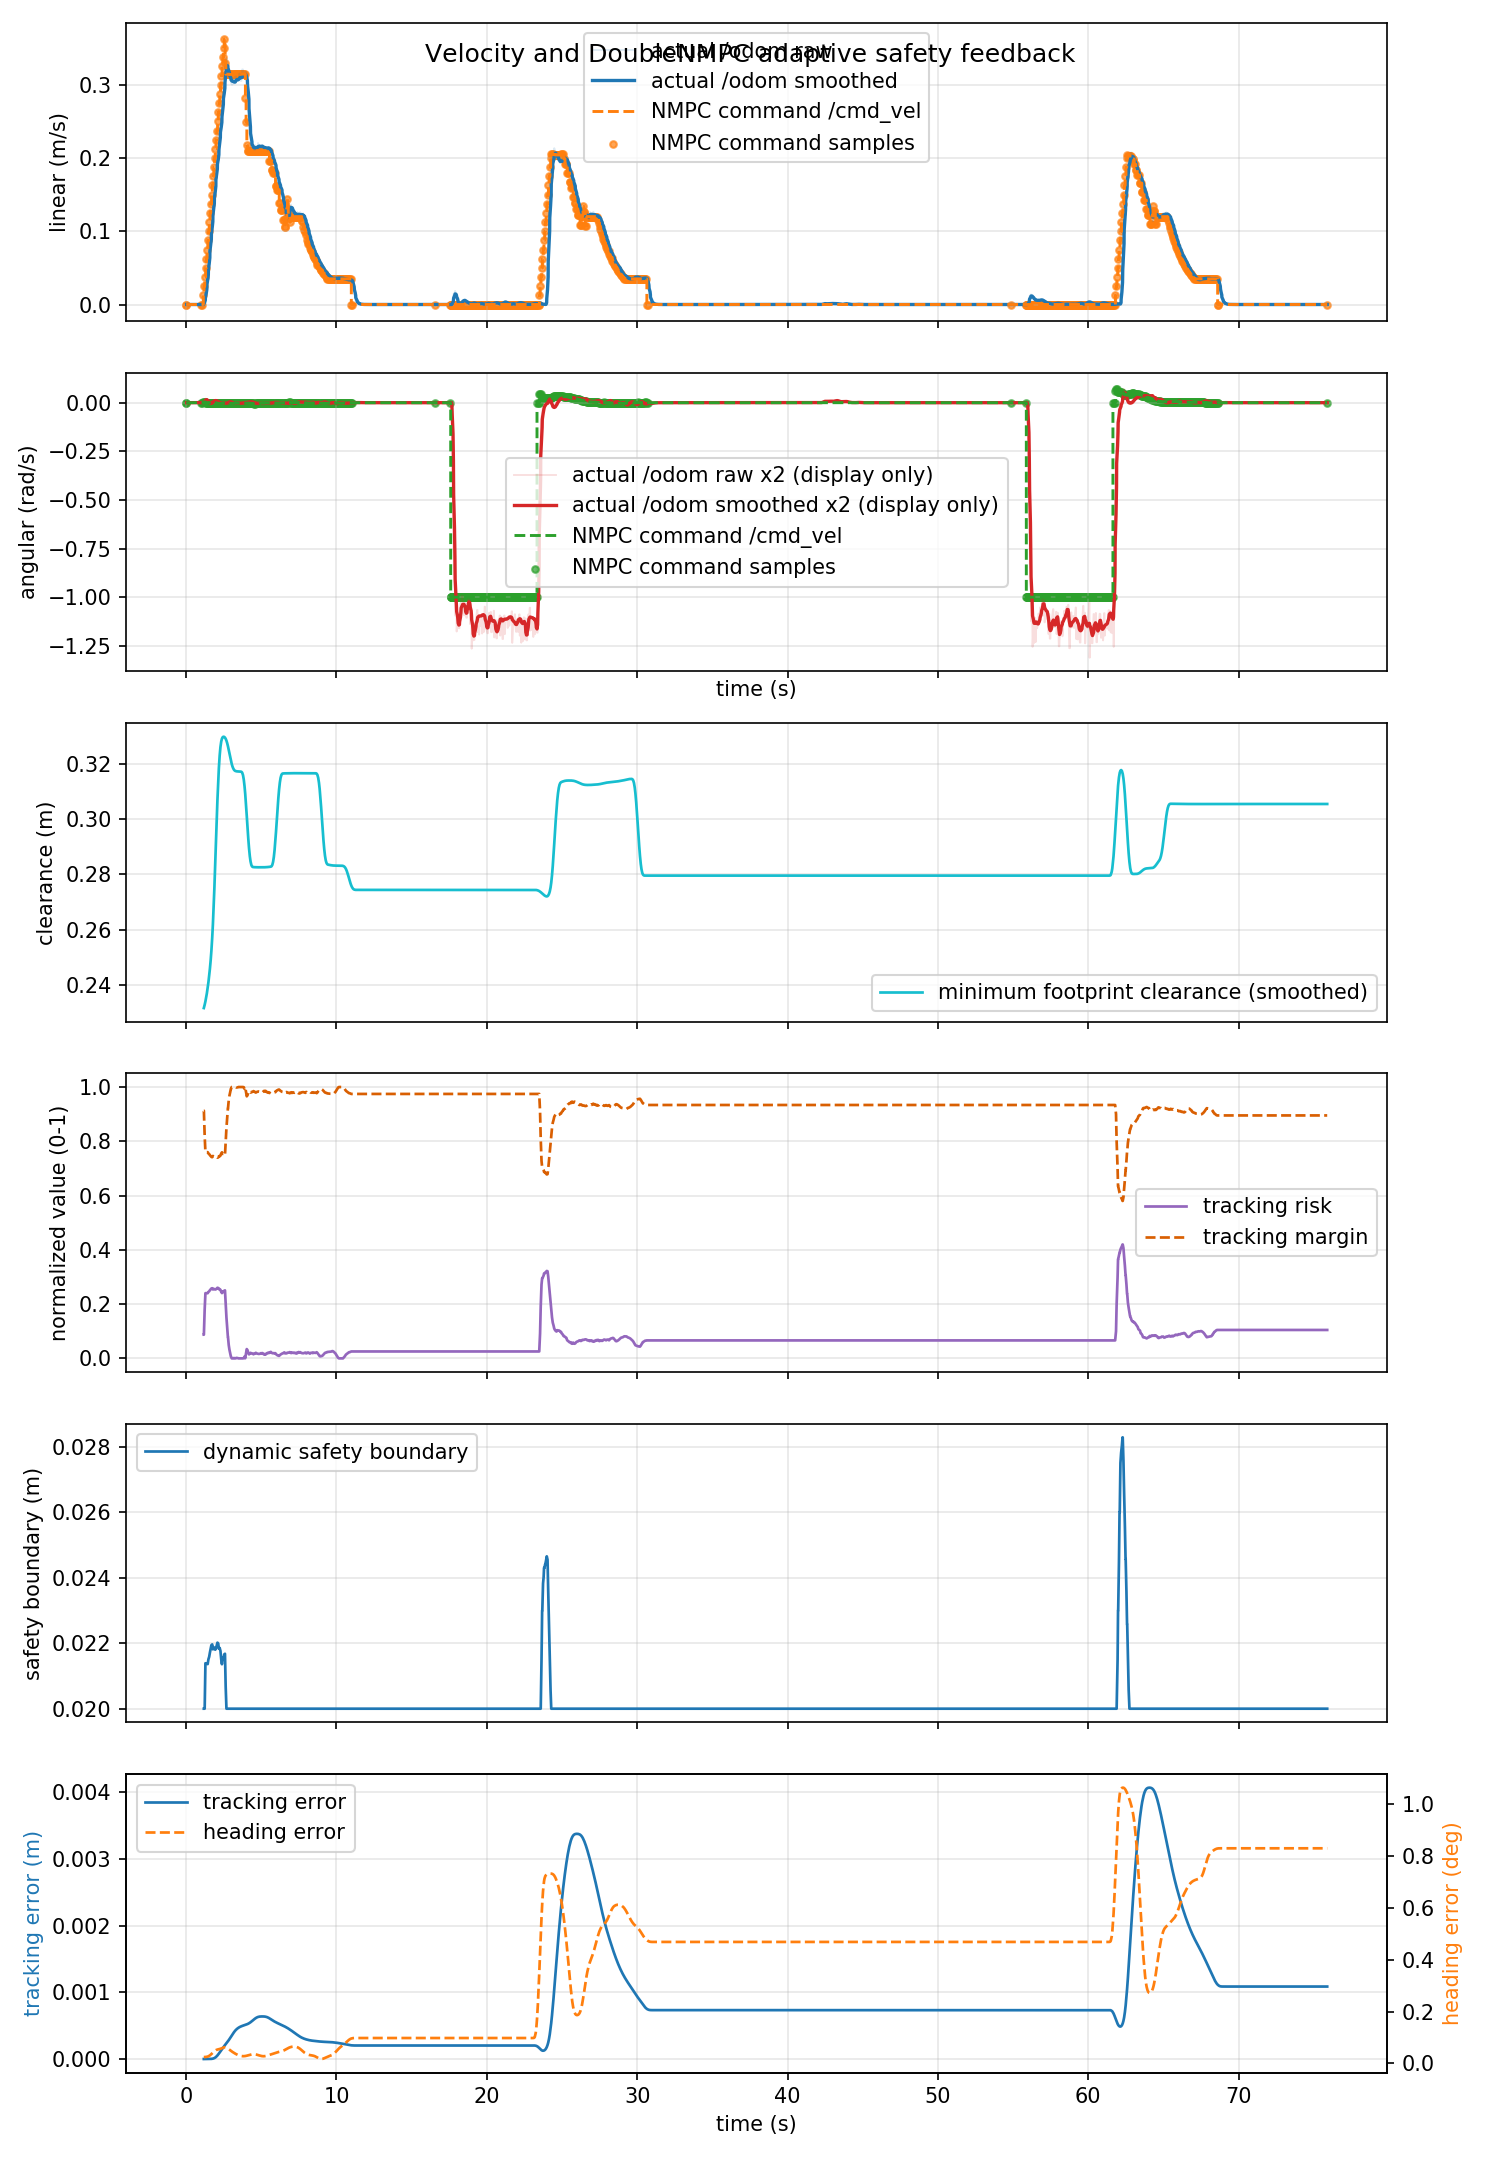 Velocity and DoubleNMPC adaptive safety feedback
actual /odom raw
actual /odom smoothed
NMPC command /cmd_vel
NMPC command samples
linear (m/s)
0.3
0.2
0.1
0.0
angular (rad/s)
0.00
−0.25
−0.50
−0.75
−1.00
−1.25
actual /odom raw x2 (display only)
actual /odom smoothed x2 (display only)
NMPC command /cmd_vel
NMPC command samples
time (s)
clearance (m)
0.32
0.30
0.28
0.26
0.24
minimum footprint clearance (smoothed)
normalized value (0-1)
1.0
0.8
0.6
0.4
0.2
0.0
tracking risk
tracking margin
safety boundary (m)
0.028
0.026
0.024
0.022
0.020
dynamic safety boundary
tracking error (m)
0.004
0.003
0.002
0.001
0.000
tracking error
heading error
1.0
0.8
0.6
0.4
0.2
0.0
heading error (deg)
0 10 20 30 40 50 60 70
time (s)